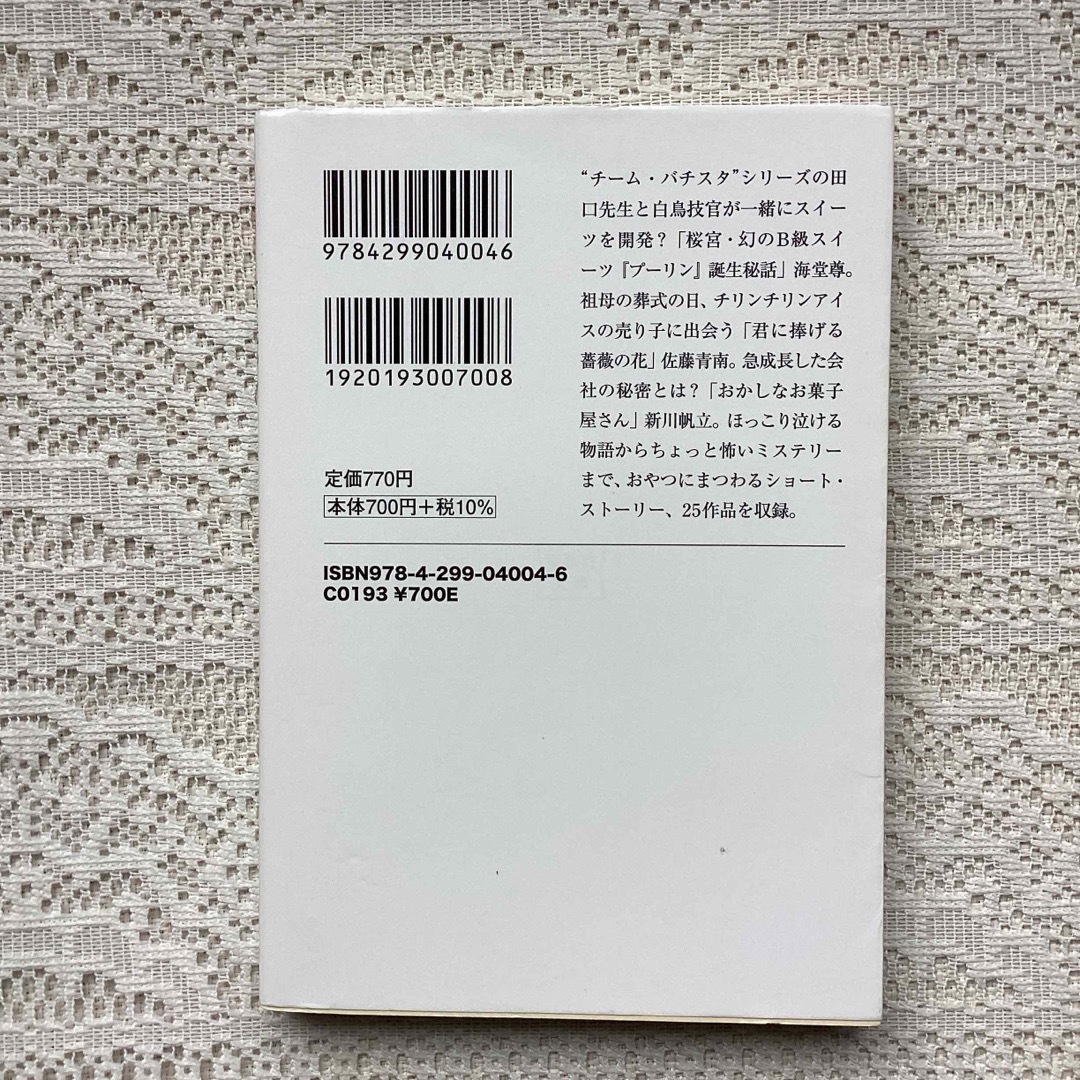 9784299040046
1920193007008
定価770円
本体700円+税10%
“チーム・バチスタ”シリーズの田
口先生と白鳥技官が一緒にスイー
ツを開発?「桜宮・幻のB級スイ
ーツ『プーリン』誕生秘話」海堂尊。
祖母の葬式の日、チリンチリンアイ
スの売り子に出会う「君に捧げる
薔薇の花」佐藤青南。急成長した会
社の秘密とは?「おかしなお菓子
屋さん」新川帆立。ほっこり泣ける
物語からちょっと怖いミステリー
まで、おやつにまつわるショート・
ストーリー、25作品を収録。
ISBN978-4-299-04004-6
C0193 ¥700E